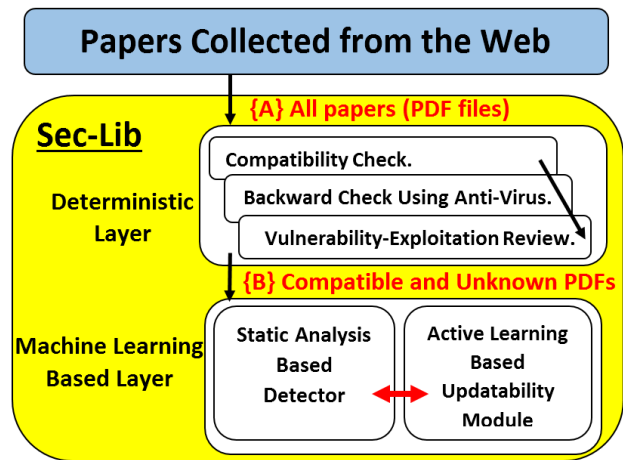 Papers Collected from the Web
{A} All papers (PDF files)
Sec-Lib
Compatibility Check.
Backward Check Using Anti-Virus.
Vulnerability-Exploitation Review.
Deterministic
Layer
{B} Compatible and Unknown PDFs
Machine Learning
Based Layer
Static Analysis
Based
Detector
Active Learning
Based
Updatability
Module